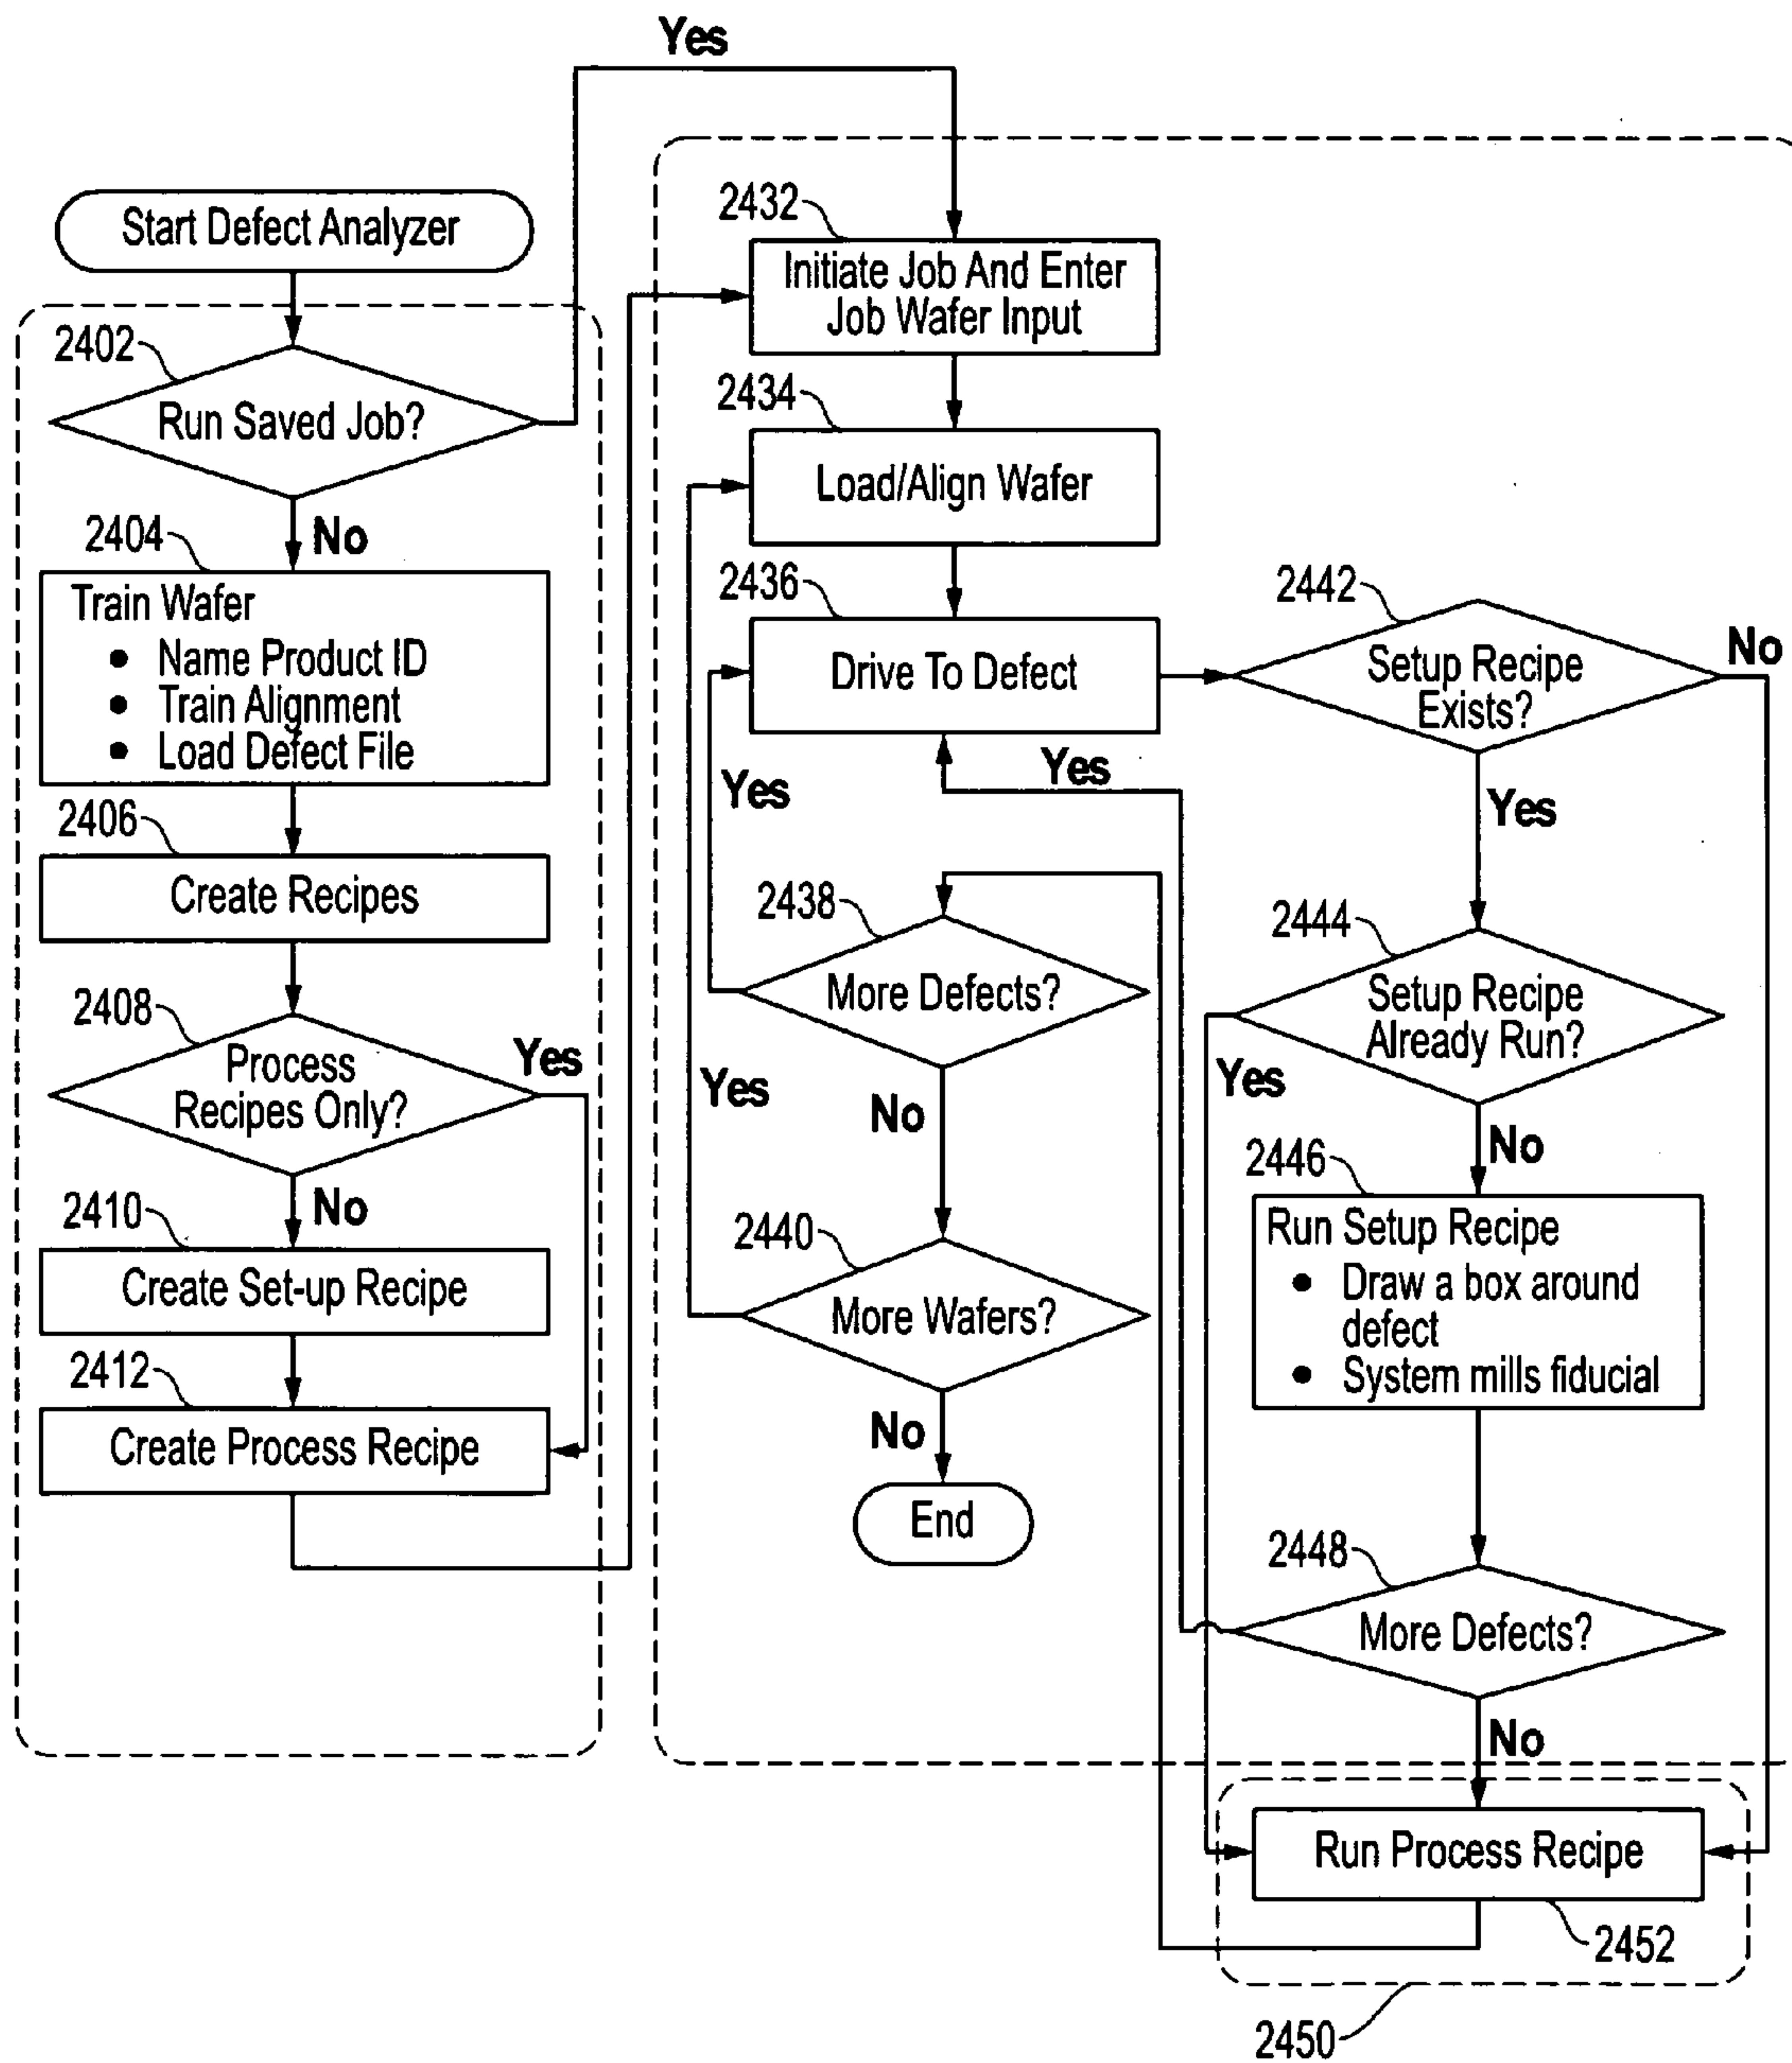 Start Defect Analyzer
2402
Run Saved Job?
Yes
No
2404
Train Wafer
• Name Product ID
• Train Alignment
• Load Defect File
2406
Create Recipes
2408
Process
Recipes Only?
Yes
No
2410
Create Set-up Recipe
2412
Create Process Recipe
2432
Initiate Job And Enter
Job Wafer Input
2434
Load/Align Wafer
2436
Drive To Defect
Yes
Yes
2438
More Defects?
Yes
No
2440
More Wafers?
No
End
2442
Setup Recipe
Exists?
No
Yes
2444
Setup Recipe
Already Run?
Yes
No
2446
Run Setup Recipe
• Draw a box around
defect
• System mills fiducial
2448
More Defects?
No
Run Process Recipe
2452
2450